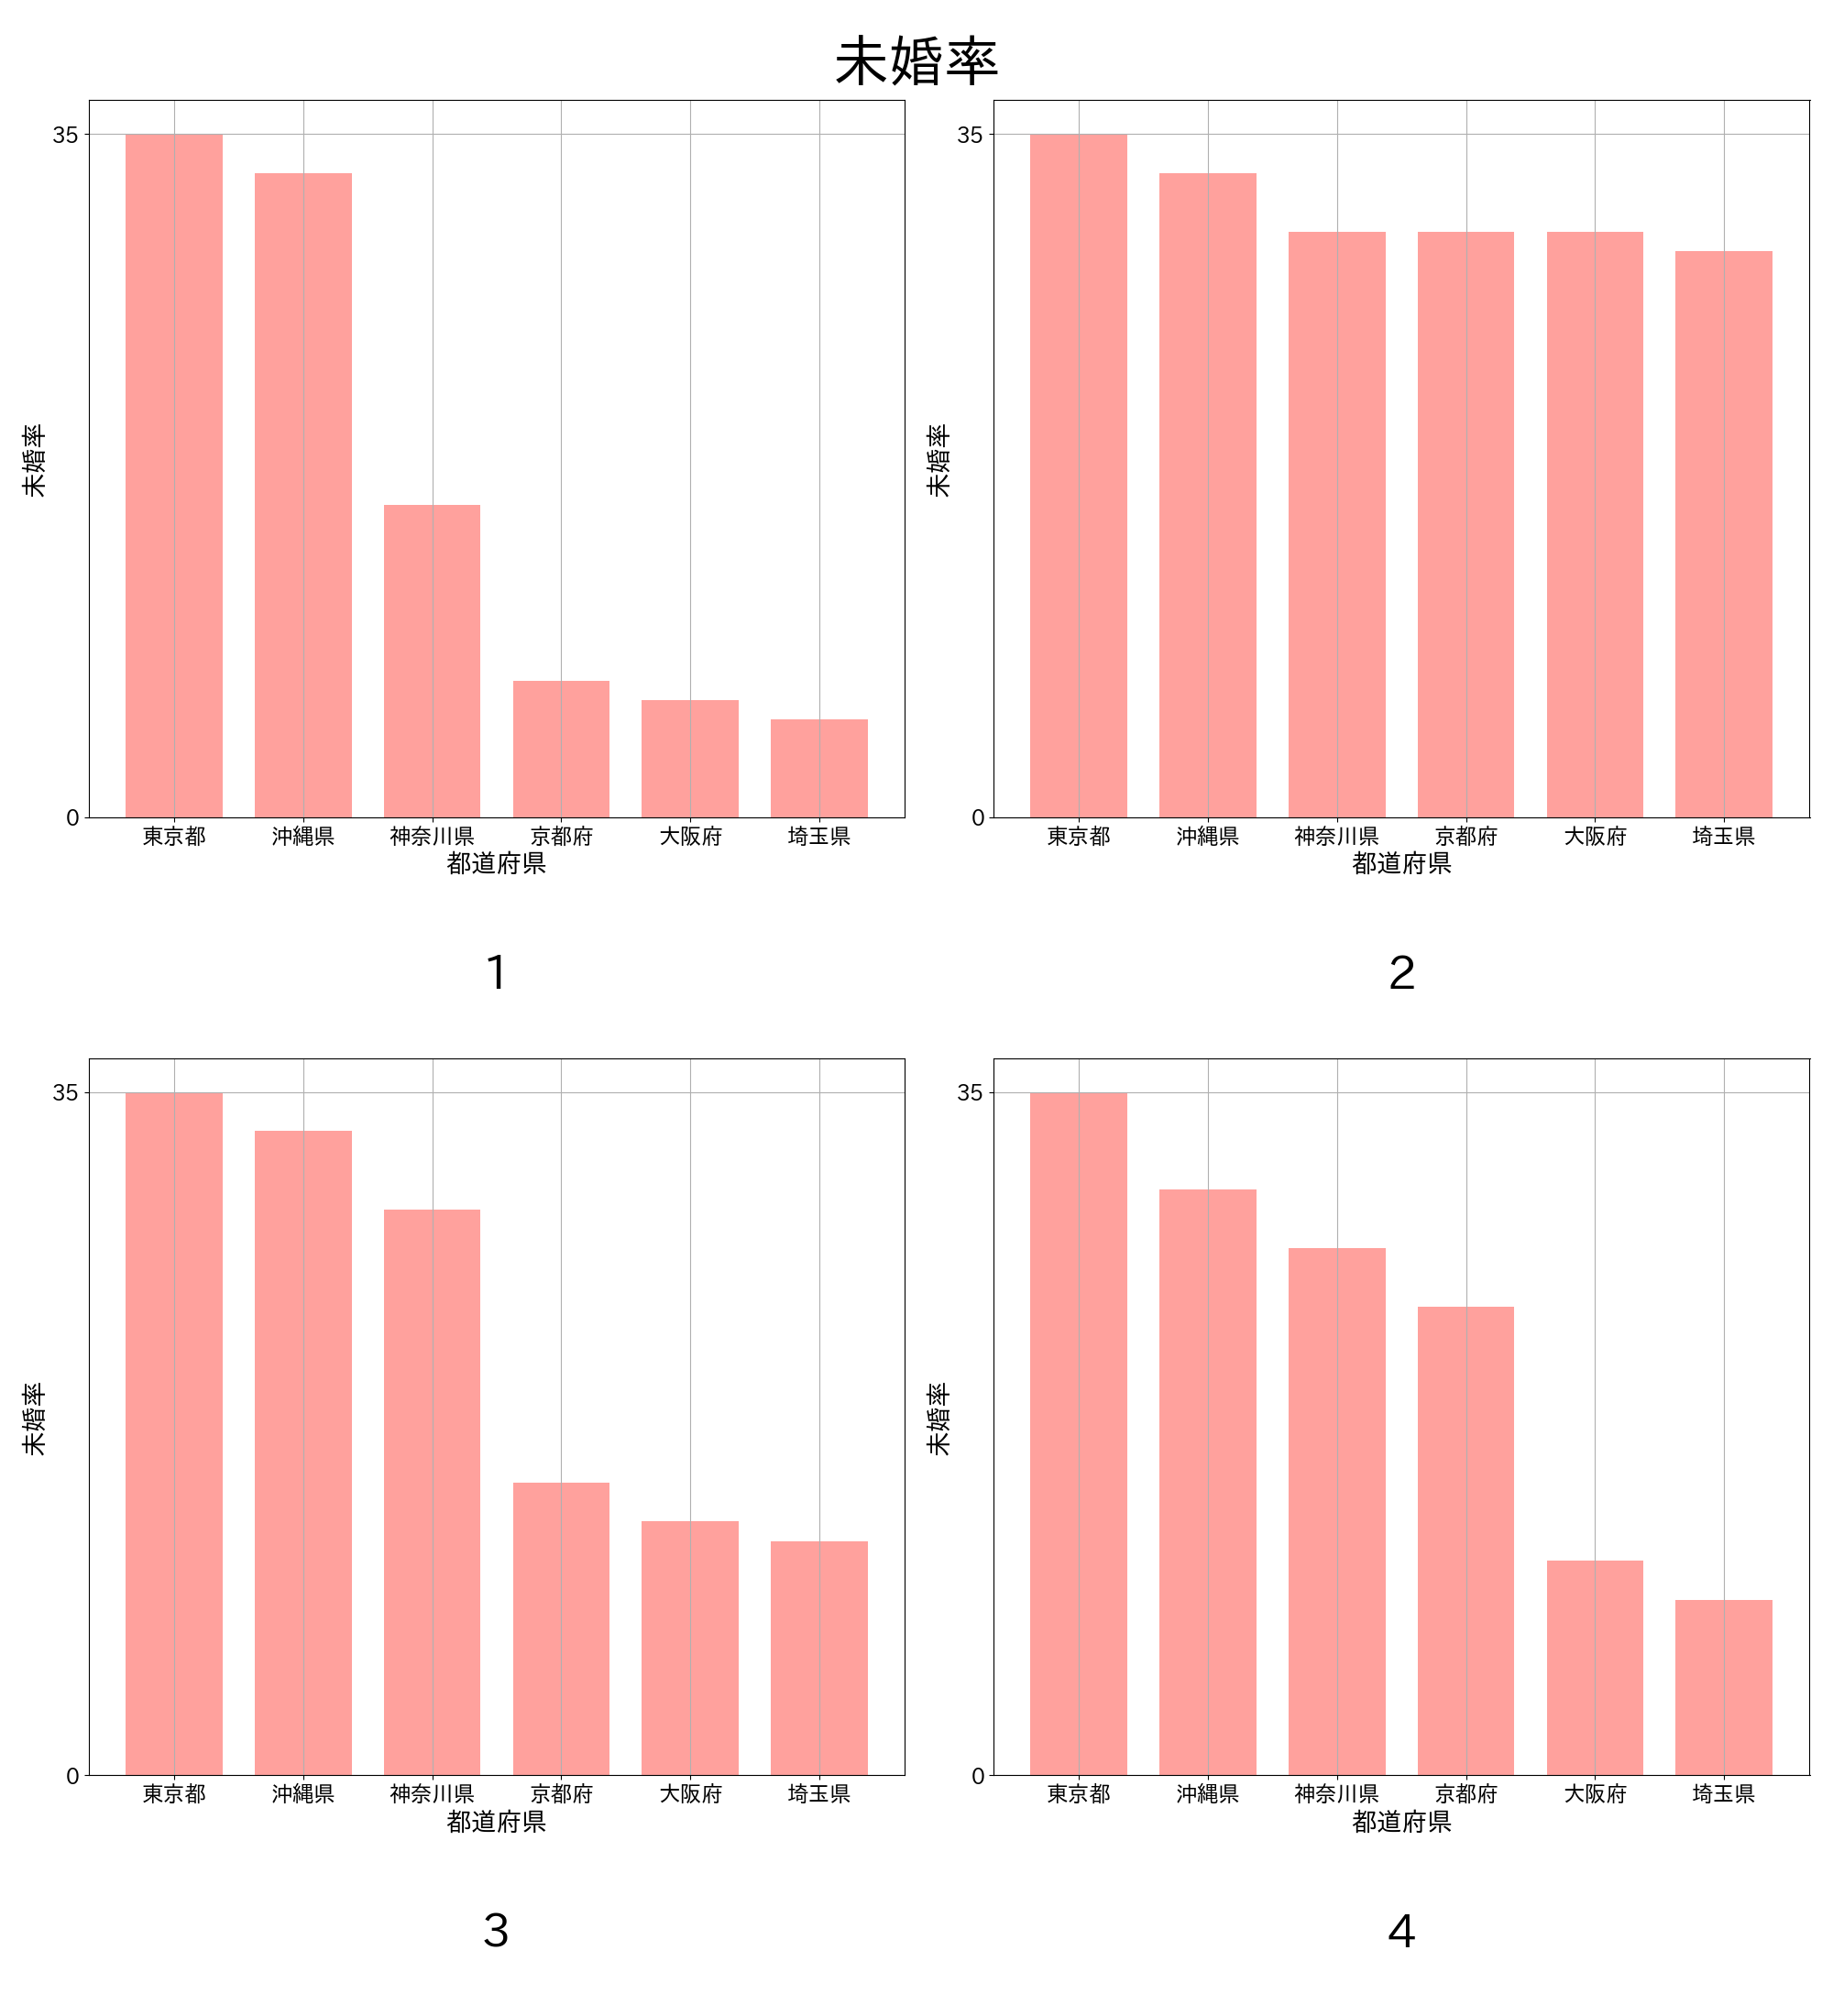 未婚率
35
0
未婚率
東京都 沖縄県 神奈川県 京都府 大阪府 埼玉県
都道府県
1
35
0
未婚率
東京都 沖縄県 神奈川県 京都府 大阪府 埼玉県
都道府県
2
35
0
未婚率
東京都 沖縄県 神奈川県 京都府 大阪府 埼玉県
都道府県
3
35
0
未婚率
東京都 沖縄県 神奈川県 京都府 大阪府 埼玉県
都道府県
4